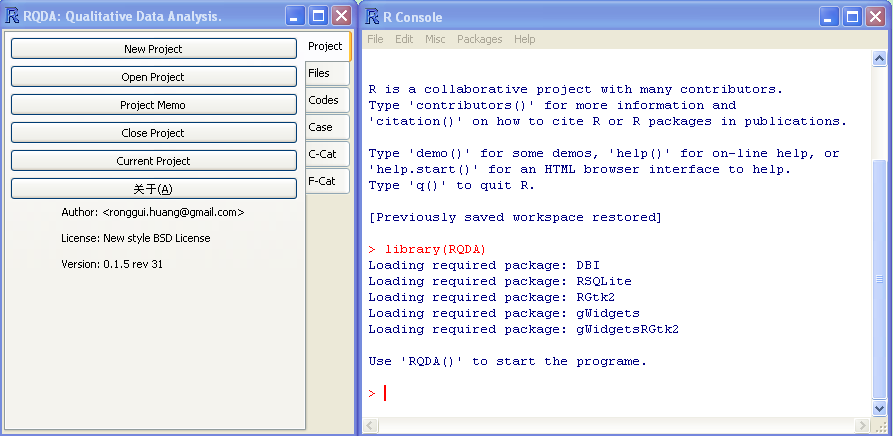 RQDA: Qualitative Data Analysis.
New Project
Open Project
Project Memo
Close Project
Current Project
关于(A)
Author: <ronggui.huang@gmail.com>
License: New style BSD License
Version: 0.1.5 rev 31
Project
Files
Codes
Case
C-Cat
F-Cat
R Console
File Edit Misc Packages Help
R is a collaborative project with many contributors.
Type 'contributors()' for more information and
'citation()' on how to cite R or R packages in publications.
Type 'demo()' for some demos, 'help()' for on-line help, or
'help.start()' for an HTML browser interface to help.
Type 'q()' to quit R.
[Previously saved workspace restored]
> library(RQDA)
Loading required package: DBI
Loading required package: RSQLite
Loading required package: RGtk2
Loading required package: gWidgets
Loading required package: gWidgetsRGtk2
Use 'RQDA()' to start the programe.
>